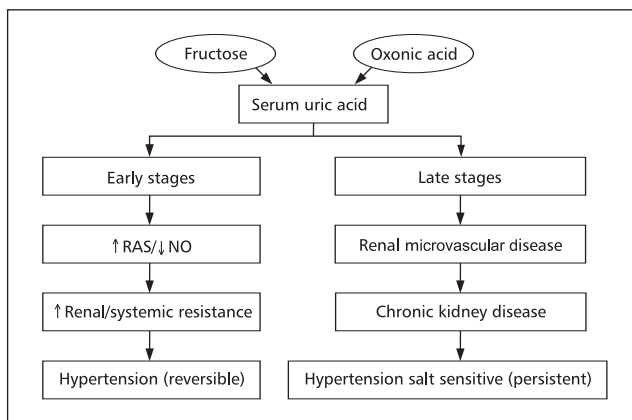 Fructose
Oxonic acid
Serum uric acid
Early stages
Late stages
↑RAS/↓NO
Renal microvascular disease
↑Renal/systemic resistance
Chronic kidney disease
Hypertension (reversible)
Hypertension salt sensitive (persistent)